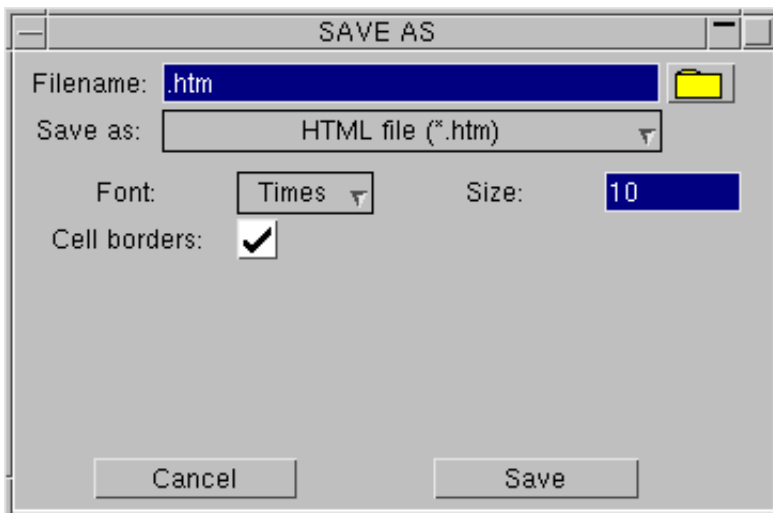 SAVE AS
Filename: .htm
Save as: HTML file (*.htm)
Font: Times Size: 10
Cell borders:
Cancel Save